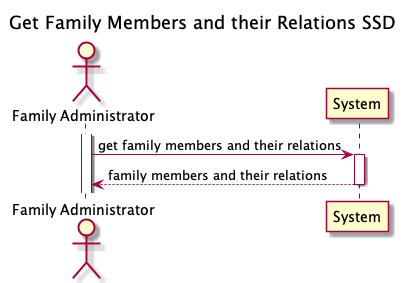 Get Family Members and their Relations SSD
Family Administrator
System
get family members and their relations
family members and their relations
Family Administrator
System